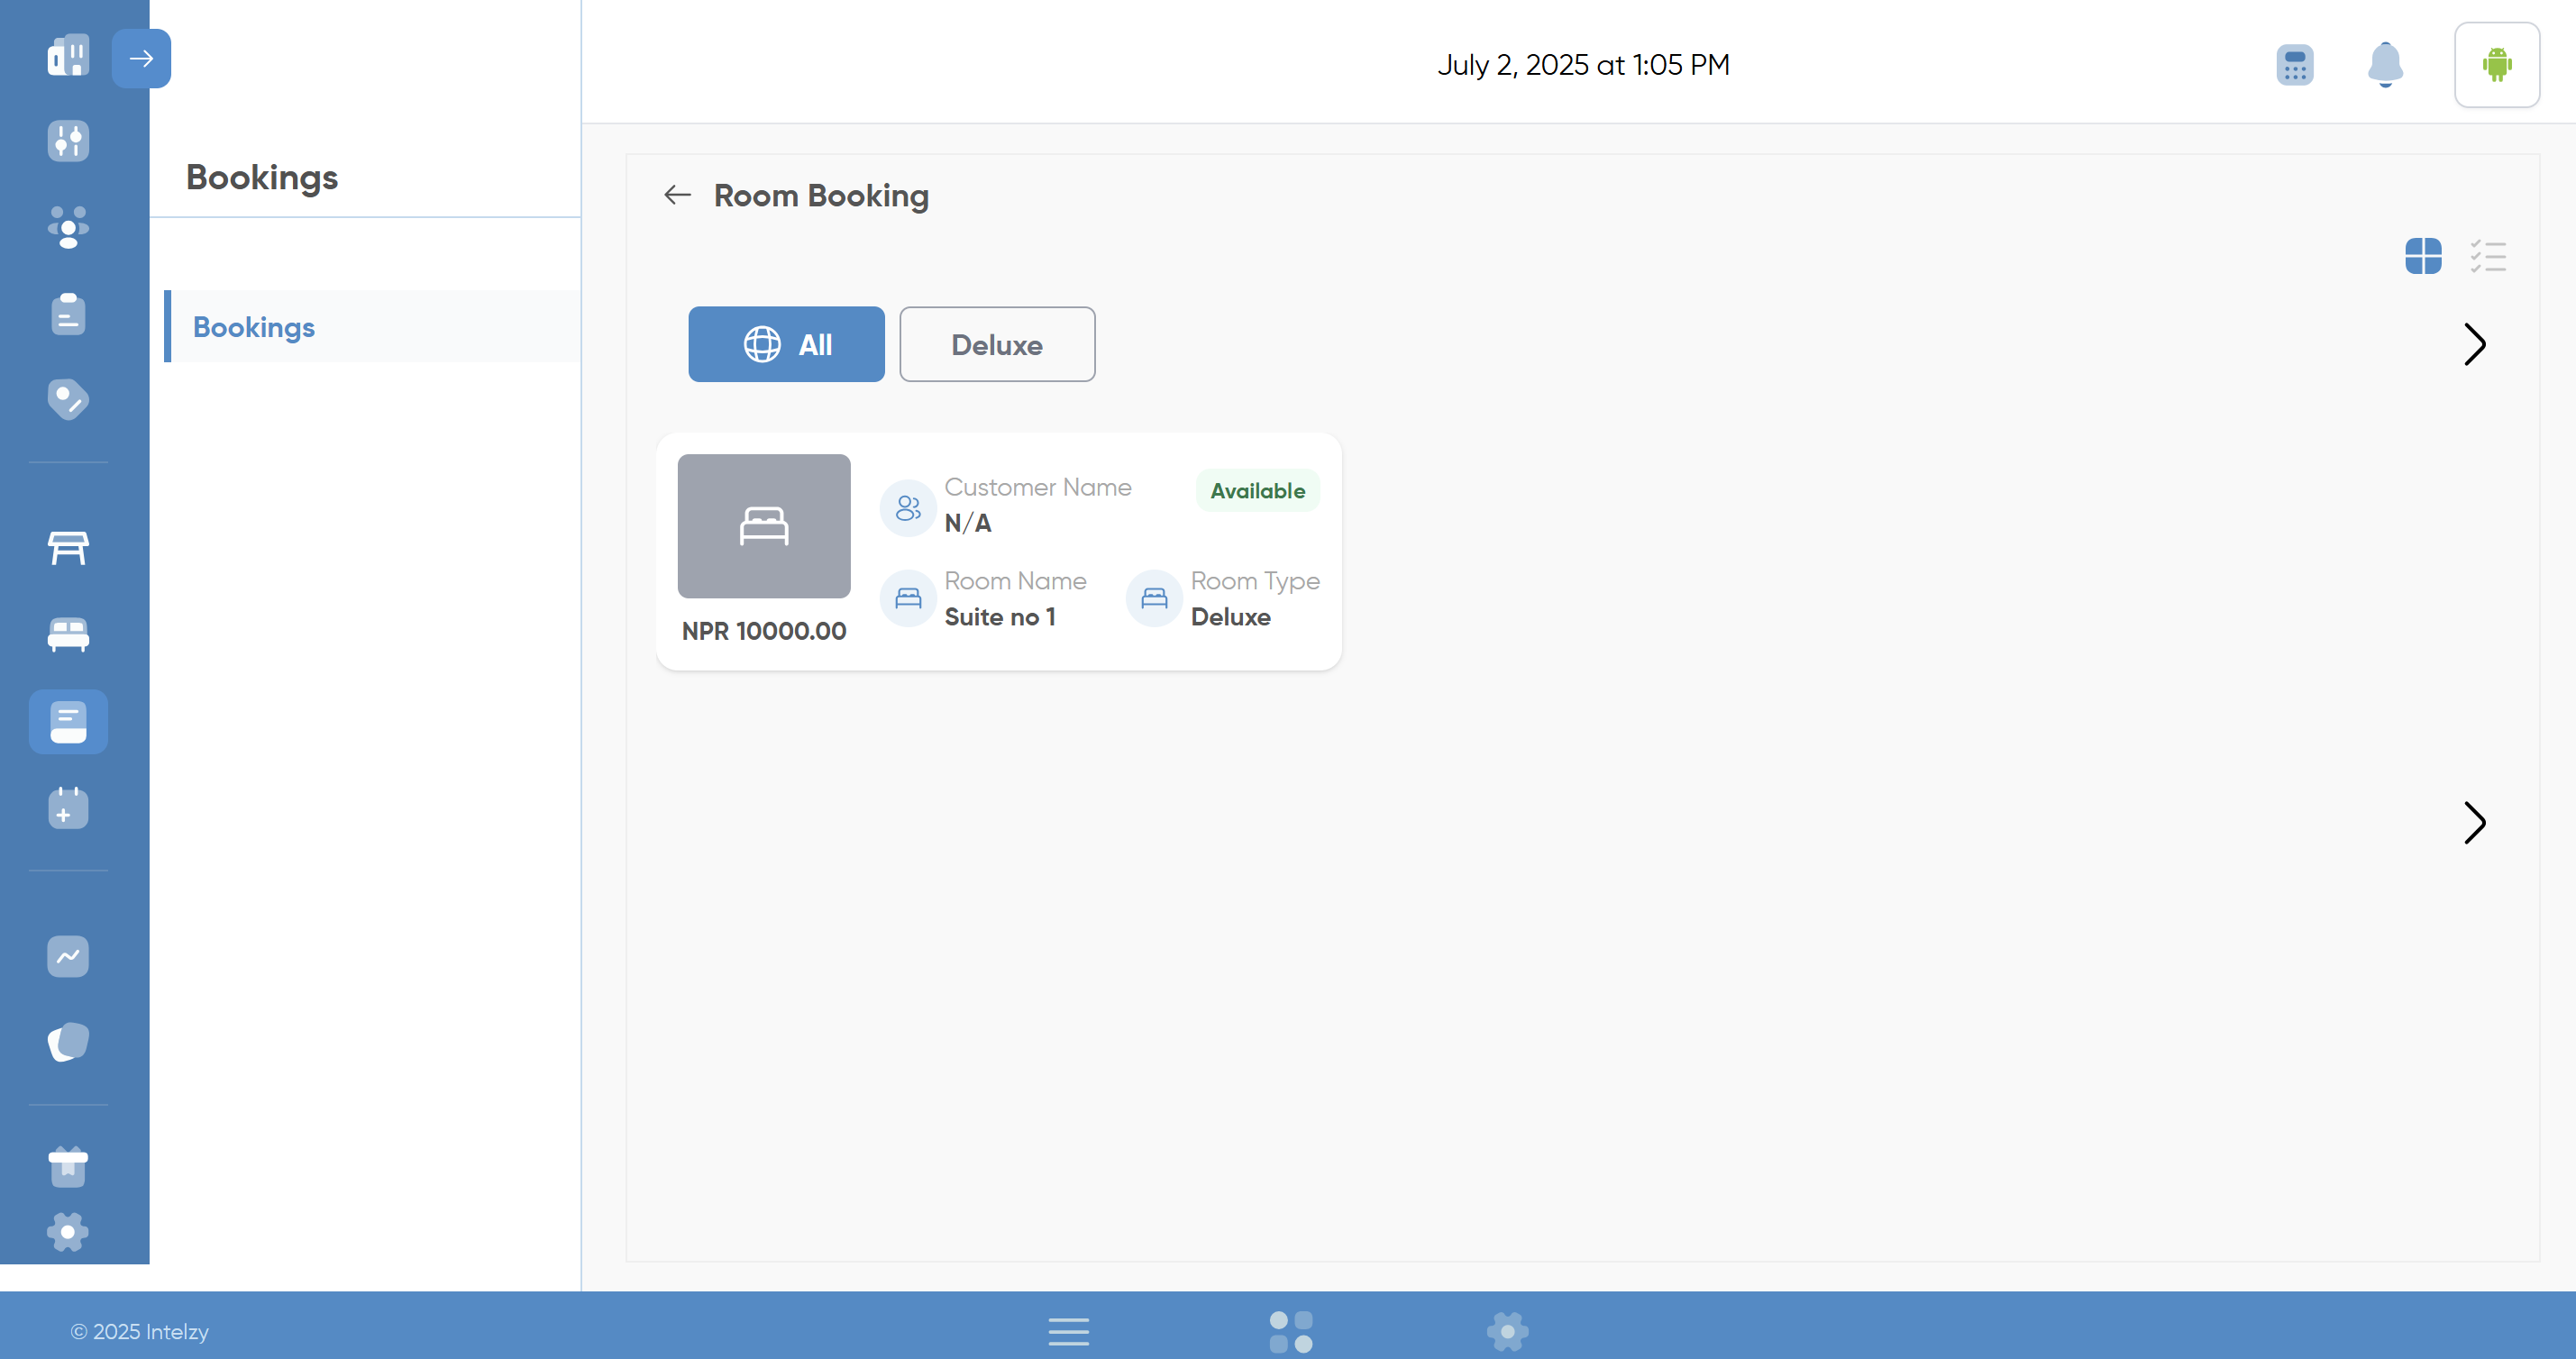 July 2, 2025 at 1:05 PM
Bookings
Bookings
Room Booking
All
Deluxe
Customer Name
N/A
Available
Room Name
Suite no 1
Room Type
Deluxe
NPR 10000.00
© 2025 Intelzy